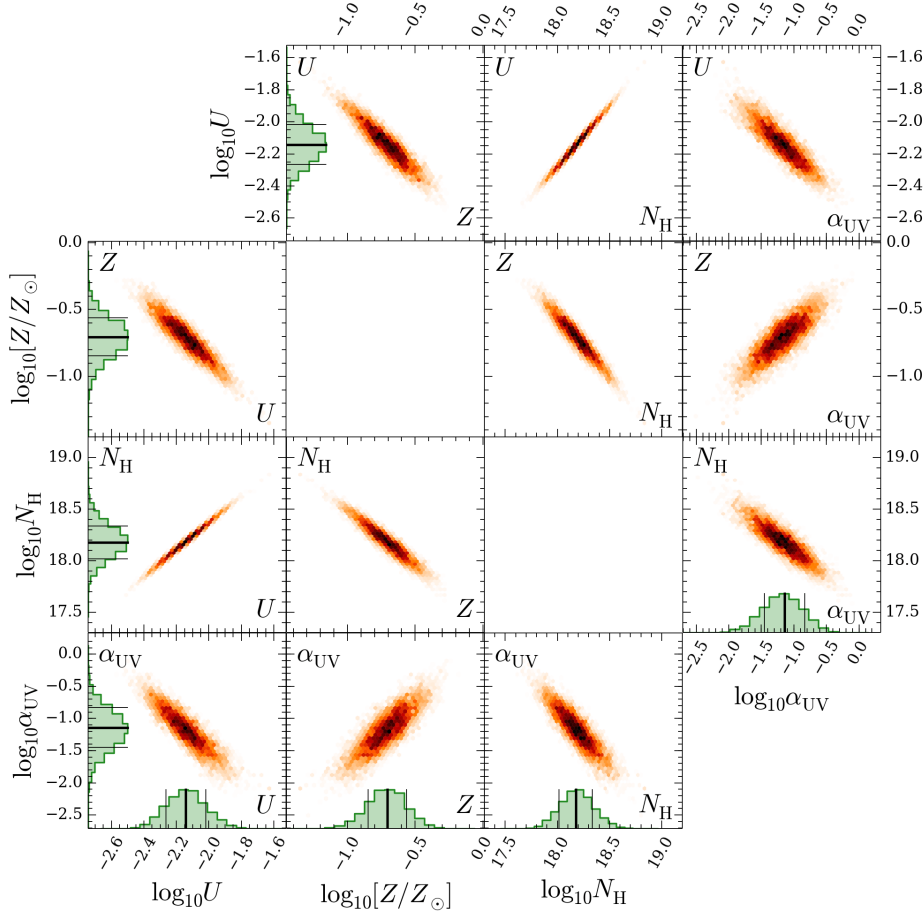 −1.0 −0.5 0.0 17.5 18.0 18.5 19.0 −2.5 −2.0 −1.5 −1.0 −0.5 0.0
log₁₀U
−1.6 −1.8 −2.0 −2.2 −2.4 −2.6
U Z
U N_H
U α_UV
−1.6 −1.8 −2.0 −2.2 −2.4 −2.6
log₁₀[Z/Z⊙]
0.0 −0.5 −1.0
Z U
Z N_H
Z α_UV
0.0 −0.5 −1.0
log₁₀N_H
19.0 18.5 18.0 17.5
N_H U
N_H Z
N_H α_UV
19.0 18.5 18.0 17.5
−2.5 −2.0 −1.5 −1.0 −0.5 0.0
log₁₀α_UV
log₁₀α_UV
0.0 −0.5 −1.0 −1.5 −2.0 −2.5
α_UV U
α_UV Z
α_UV N_H
−2.6 −2.4 −2.2 −2.0 −1.8 −1.6
−1.0 −0.5 0.0
17.5 18.0 18.5 19.0
log₁₀U
log₁₀[Z/Z⊙]
log₁₀N_H